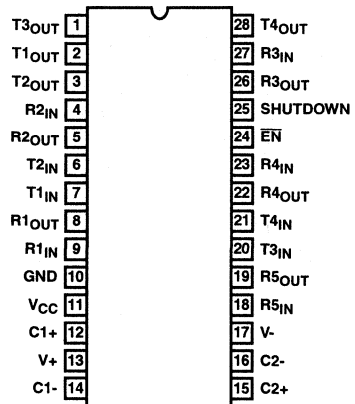 T3OUT 1 28 T4OUT
T1OUT 2 27 R3IN
T2OUT 3 26 R3OUT
R2IN 4 25 SHUTDOWN
R2OUT 5 24 E̅N̅
T2IN 6 23 R4IN
T1IN 7 22 R4OUT
R1OUT 8 21 T4IN
R1IN 9 20 T3IN
GND 10 19 R5OUT
VCC 11 18 R5IN
C1+ 12 17 V-
V+ 13 16 C2-
C1- 14 15 C2+